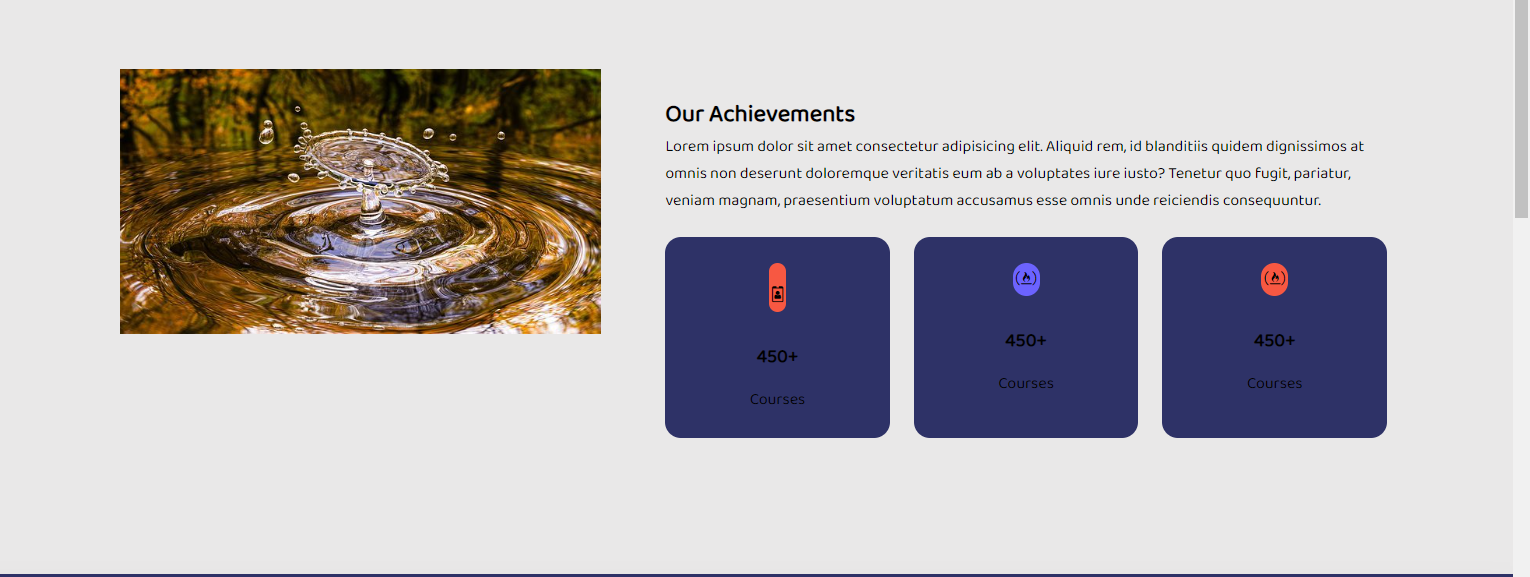 Our Achievements
Lorem ipsum dolor sit amet consectetur adipisicing elit. Aliquid rem, id blanditiis quidem dignissimos at
omnis non deserunt doloremque veritatis eum ab a voluptates iure iusto? Tenetur quo fugit, pariatur,
veniam magnam, praesentium voluptatum accusamus esse omnis unde reiciendis consequuntur.
450+
Courses
450+
Courses
450+
Courses